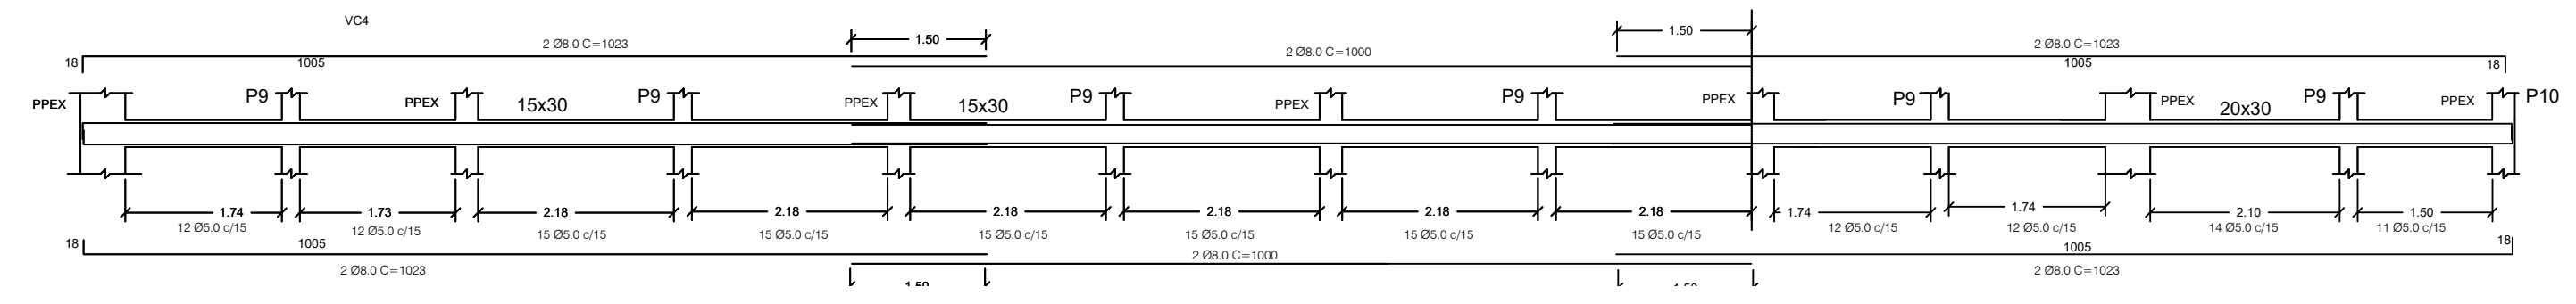 VC4
2 Ø8.0 C=1023
1.50
2 Ø8.0 C=1000
1.50
2 Ø8.0 C=1023
18
1005
1005
18
PPEX
P9
PPEX
15x30
P9
PPEX
15x30
P9
PPEX
P9
PPEX
P9
PPEX
20x30
P9
PPEX
P10
1.74
1.73
2.18
2.18
2.18
2.18
2.18
2.18
1.74
1.74
2.10
1.50
12 Ø5.0 c/15
12 Ø5.0 c/15
15 Ø5.0 c/15
15 Ø5.0 c/15
15 Ø5.0 c/15
15 Ø5.0 c/15
15 Ø5.0 c/15
15 Ø5.0 c/15
12 Ø5.0 c/15
12 Ø5.0 c/15
14 Ø5.0 c/15
11 Ø5.0 c/15
18
1005
1005
18
2 Ø8.0 C=1023
2 Ø8.0 C=1000
2 Ø8.0 C=1023
1.50
1.50